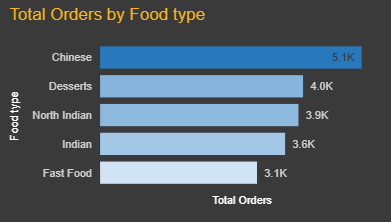 Total Orders by Food type
Chinese 5.1K
Desserts 4.0K
North Indian 3.9K
Indian 3.6K
Fast Food 3.1K
Food type
Total Orders